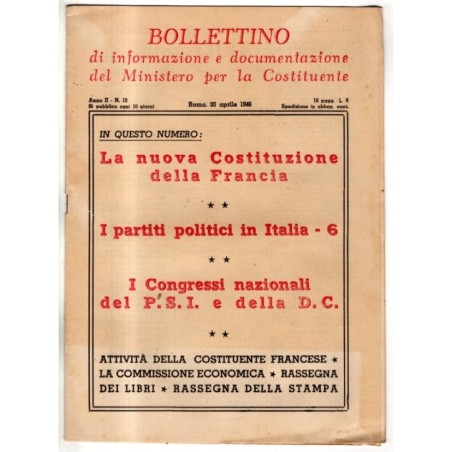 BOLLETTINO
di informazione e documentazione
del Ministero per la Costituente
Anno II - N. 12 Roma, 20 aprile 1946 16 pagg. L. 8
Si pubblica ogni 10 giorni Spedizione in abbon. post.
IN QUESTO NUMERO:
La nuova Costituzione
della Francia
★ ★
I partiti politici in Italia - 6
★ ★
I Congressi nazionali
del P.S.I. e della D.C.
★ ★
ATTIVITÀ DELLA COSTITUENTE FRANCESE ★
LA COMMISSIONE ECONOMICA ★ RASSEGNA
DEI LIBRI ★ RASSEGNA DELLA STAMPA